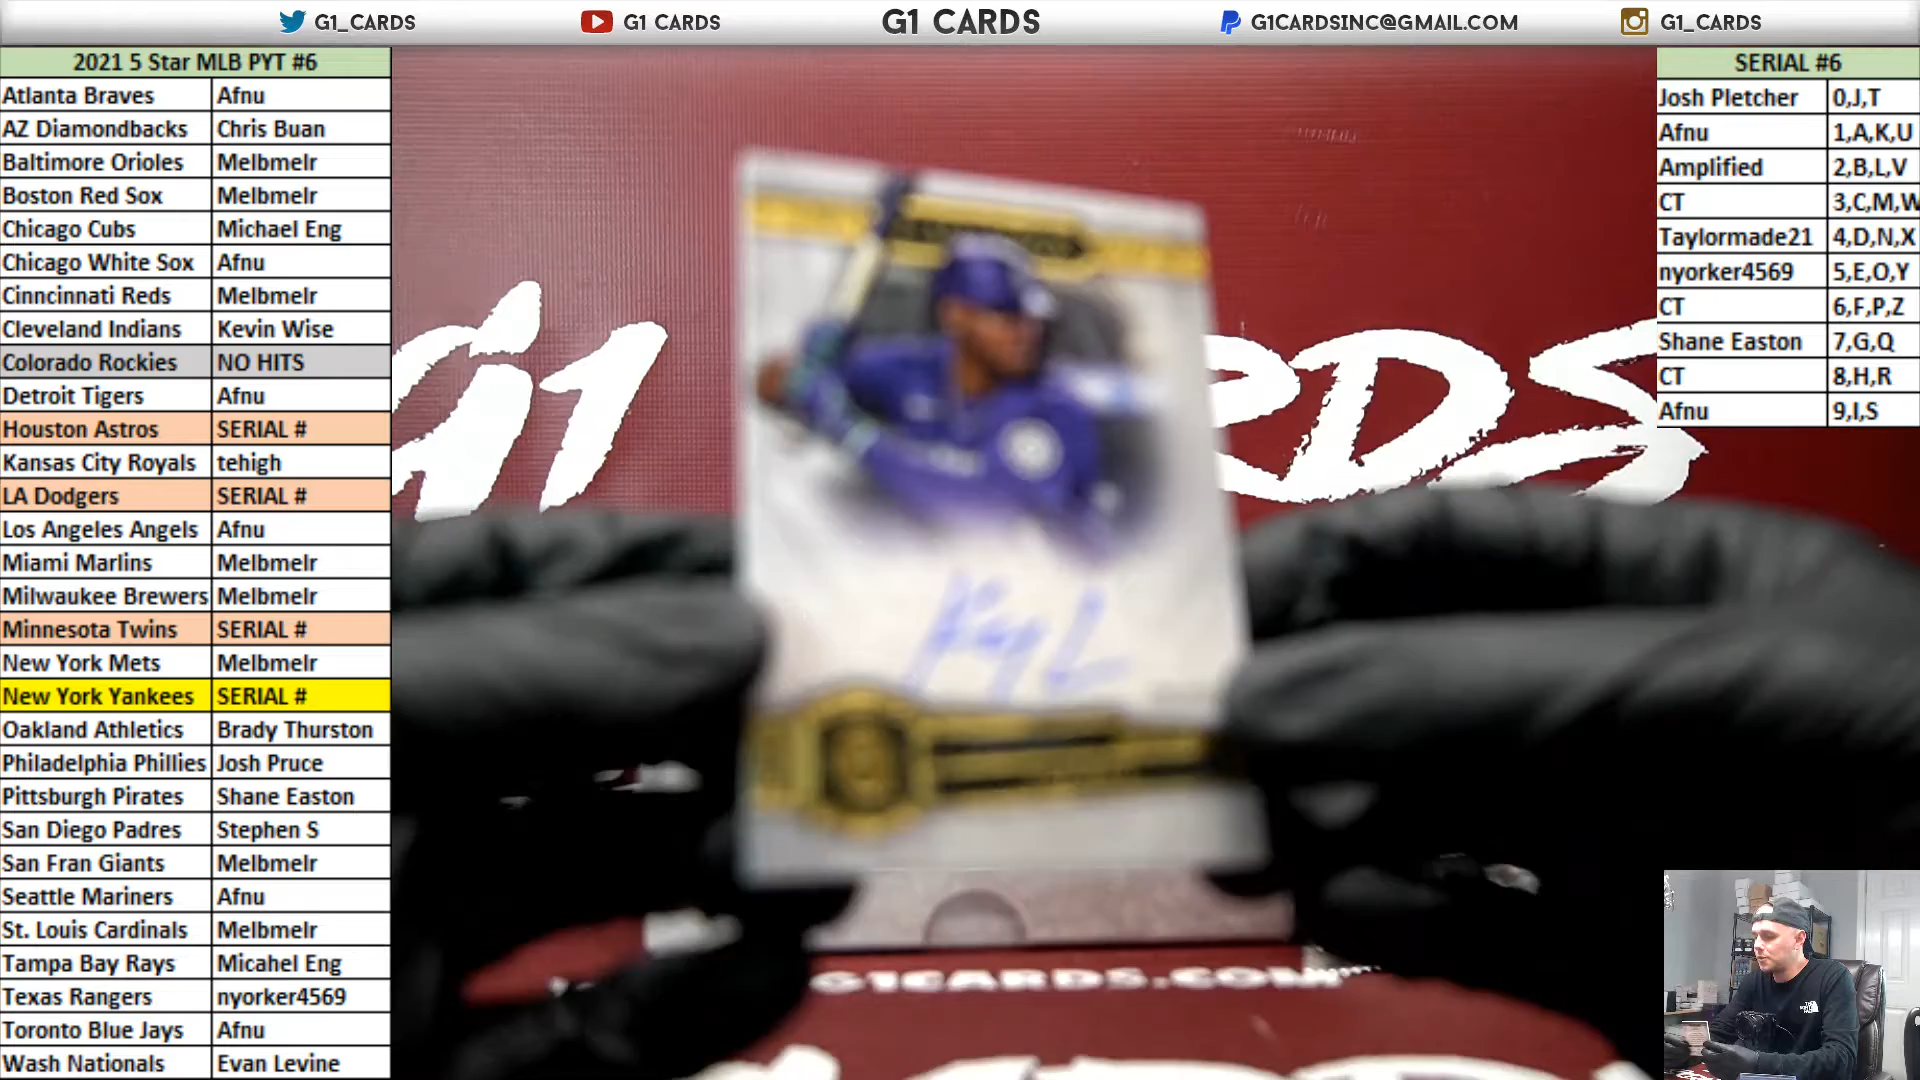 G1_CARDS
G1 CARDS
G1 CARDS
G1CARDSINC@GMAIL.COM
G1_CARDS
2021 5 Star MLB PYT #6
Atlanta Braves Afnu
AZ Diamondbacks Chris Buan
Baltimore Orioles Melbmelr
Boston Red Sox Melbmelr
Chicago Cubs Michael Eng
Chicago White Sox Afnu
Cinncinnati Reds Melbmelr
Cleveland Indians Kevin Wise
Colorado Rockies NO HITS
Detroit Tigers Afnu
Houston Astros SERIAL #
Kansas City Royals tehigh
LA Dodgers SERIAL #
Los Angeles Angels Afnu
Miami Marlins Melbmelr
Milwaukee Brewers Melbmelr
Minnesota Twins SERIAL #
New York Mets Melbmelr
New York Yankees SERIAL #
Oakland Athletics Brady Thurston
Philadelphia Phillies Josh Pruce
Pittsburgh Pirates Shane Easton
San Diego Padres Stephen S
San Fran Giants Melbmelr
Seattle Mariners Afnu
St. Louis Cardinals Melbmelr
Tampa Bay Rays Micahel Eng
Texas Rangers nyorker4569
Toronto Blue Jays Afnu
Wash Nationals Evan Levine
SERIAL #6
Josh Pletcher 0,J,T
Afnu 1,A,K,U
Amplified 2,B,L,V
CT 3,C,M,W
Taylormade21 4,D,N,X
nyorker4569 5,E,O,Y
CT 6,F,P,Z
Shane Easton 7,G,Q
CT 8,H,R
Afnu 9,I,S
G1 RDS
G1CARDS.COM